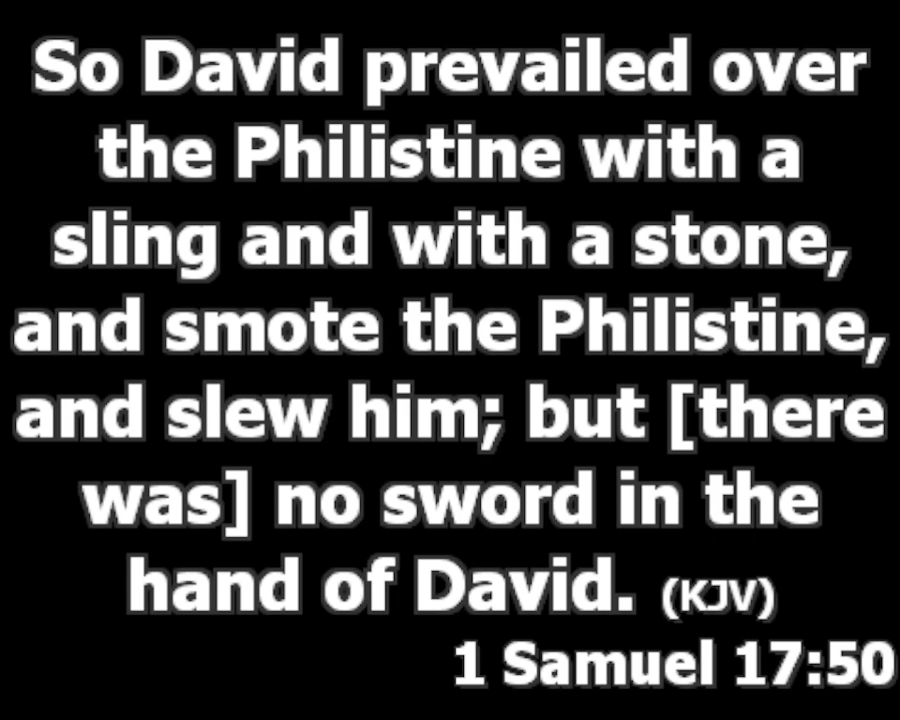 So David prevailed over
the Philistine with a
sling and with a stone,
and smote the Philistine,
and slew him; but [there
was] no sword in the
hand of David. (KJV)
1 Samuel 17:50